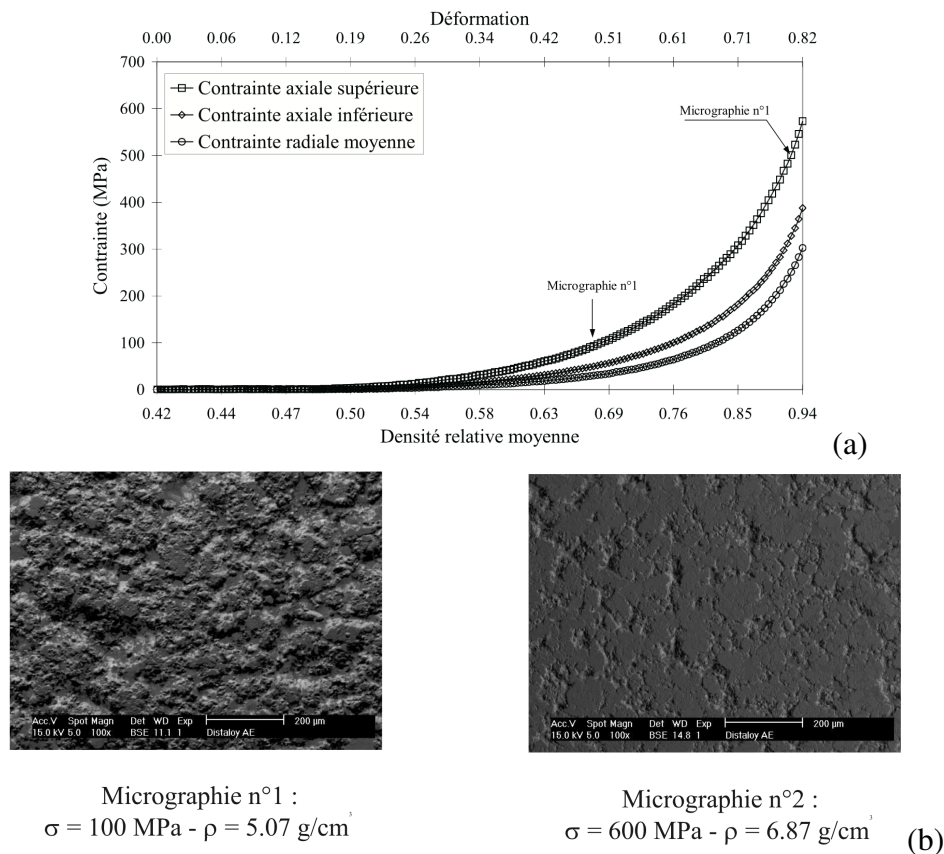 Déformation
0.00 0.06 0.12 0.19 0.26 0.34 0.42 0.51 0.61 0.71 0.82
700
600
500
400
300
200
100
0
Contrainte (MPa)
Contrainte axiale supérieure
Contrainte axiale inférieure
Contrainte radiale moyenne
Micrographie n°1
Micrographie n°1
0.42 0.44 0.47 0.50 0.54 0.58 0.63 0.69 0.76 0.85 0.94
Densité relative moyenne
(a)
Acc.V Spot Magn Det WD Exp 200 µm
15.0 kV 5.0 100x BSE 11.1 1 Distaloy AE
Acc.V Spot Magn Det WD Exp 200 µm
15.0 kV 5.0 100x BSE 14.8 1 Distaloy AE
Micrographie n°1 :
σ = 100 MPa - ρ = 5.07 g/cm³
Micrographie n°2 :
σ = 600 MPa - ρ = 6.87 g/cm³
(b)